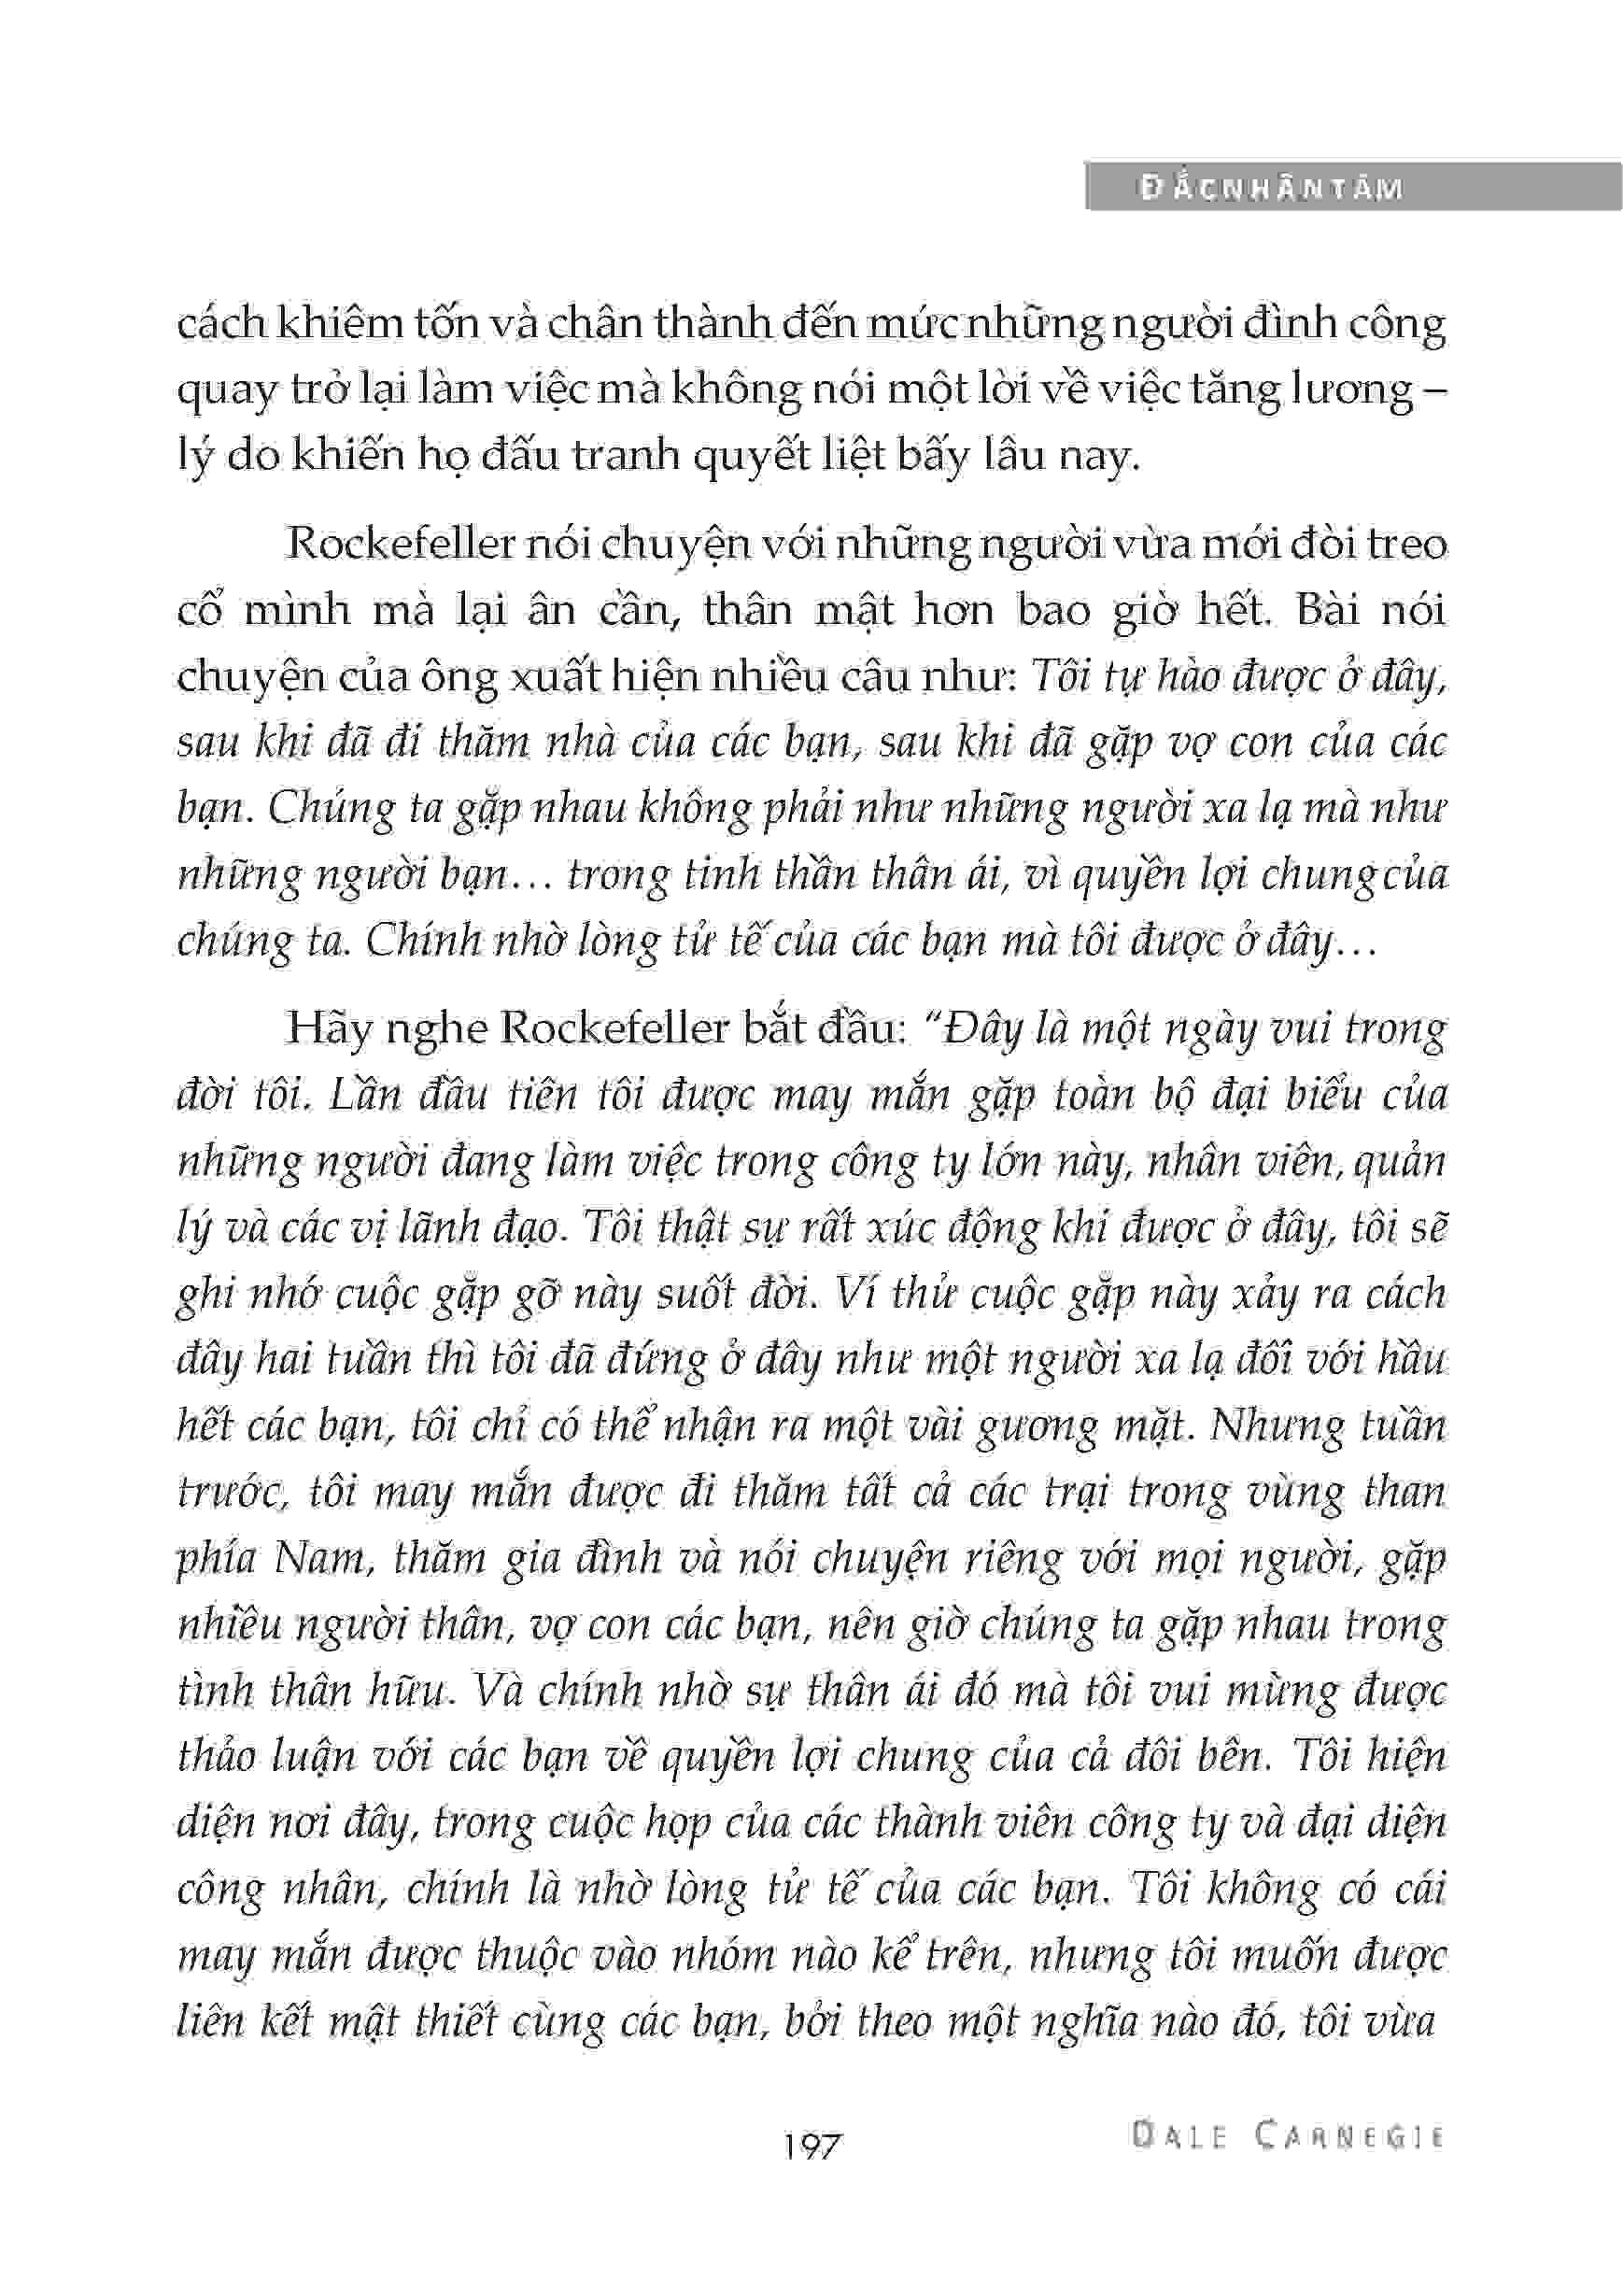 ĐẮCNHÂNTÂM
cách khiêm tốn và chân thành đến mức những người đình công
quay trở lại làm việc mà không nói một lời về việc tăng lương –
lý do khiến họ đấu tranh quyết liệt bấy lâu nay.
Rockefeller nói chuyện với những người vừa mới đòi treo
cổ mình mà lại ân cần, thân mật hơn bao giờ hết. Bài nói
chuyện của ông xuất hiện nhiều câu như: Tôi tự hào được ở đây,
sau khi đã đi thăm nhà của các bạn, sau khi đã gặp vợ con của các
bạn. Chúng ta gặp nhau không phải như những người xa lạ mà như
những người bạn… trong tinh thần thân ái, vì quyền lợi chung của
chúng ta. Chính nhờ lòng tử tế của các bạn mà tôi được ở đây…
Hãy nghe Rockefeller bắt đầu: “Đây là một ngày vui trong
đời tôi. Lần đầu tiên tôi được may mắn gặp toàn bộ đại biểu của
những người đang làm việc trong công ty lớn này, nhân viên, quản
lý và các vị lãnh đạo. Tôi thật sự rất xúc động khi được ở đây, tôi sẽ
ghi nhớ cuộc gặp gỡ này suốt đời. Ví thử cuộc gặp này xảy ra cách
đây hai tuần thì tôi đã đứng ở đây như một người xa lạ đối với hầu
hết các bạn, tôi chỉ có thể nhận ra một vài gương mặt. Nhưng tuần
trước, tôi may mắn được đi thăm tất cả các trại trong vùng than
phía Nam, thăm gia đình và nói chuyện riêng với mọi người, gặp
nhiều người thân, vợ con các bạn, nên giờ chúng ta gặp nhau trong
tình thân hữu. Và chính nhờ sự thân ái đó mà tôi vui mừng được
thảo luận với các bạn về quyền lợi chung của cả đôi bên. Tôi hiện
diện nơi đây, trong cuộc họp của các thành viên công ty và đại diện
công nhân, chính là nhờ lòng tử tế của các bạn. Tôi không có cái
may mắn được thuộc vào nhóm nào kể trên, nhưng tôi muốn được
liên kết mật thiết cùng các bạn, bởi theo một nghĩa nào đó, tôi vừa
197
DALE CARNEGIE